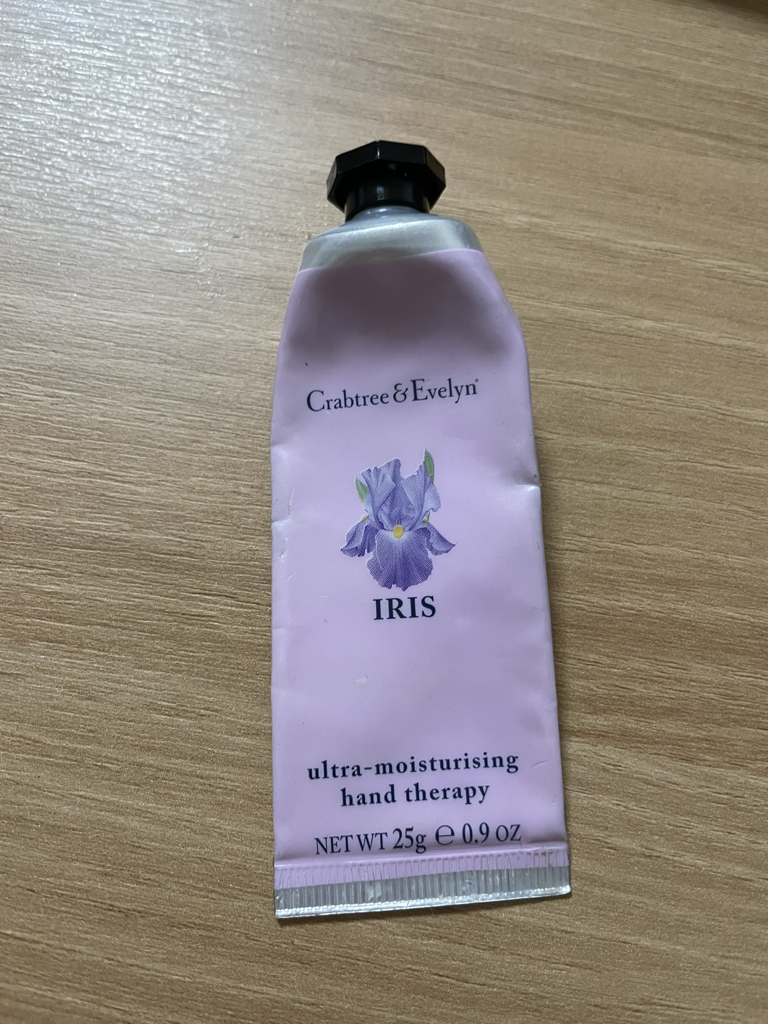 Crabtree & Evelyn®
IRIS
ultra-moisturising
hand therapy
NET WT 25g ℮ 0.9 OZ